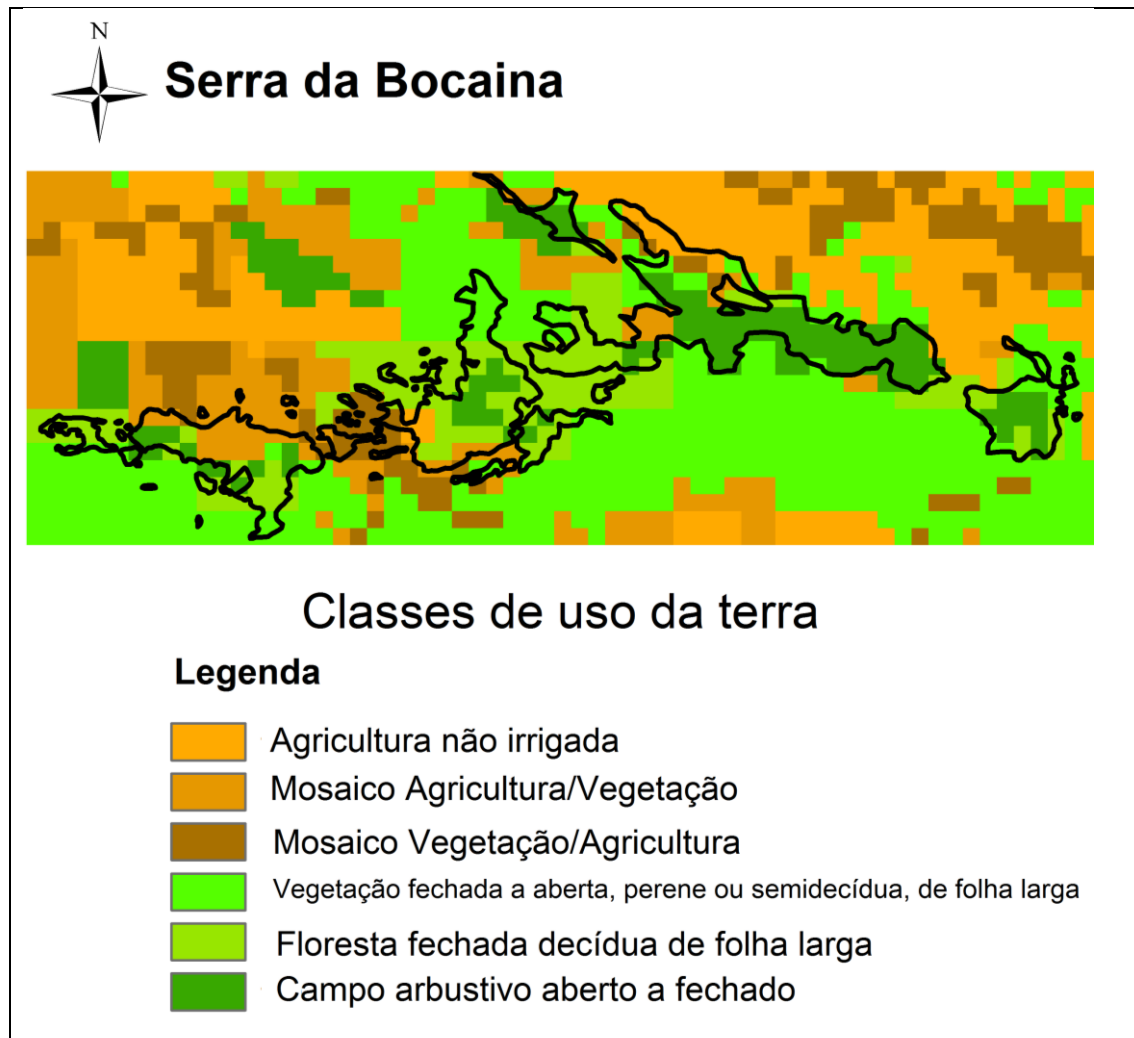 N
Serra da Bocaina
Classes de uso da terra
Legenda
Agricultura não irrigada
Mosaico Agricultura/Vegetação
Mosaico Vegetação/Agricultura
Vegetação fechada a aberta, perene ou semidecídua, de folha larga
Floresta fechada decídua de folha larga
Campo arbustivo aberto a fechado